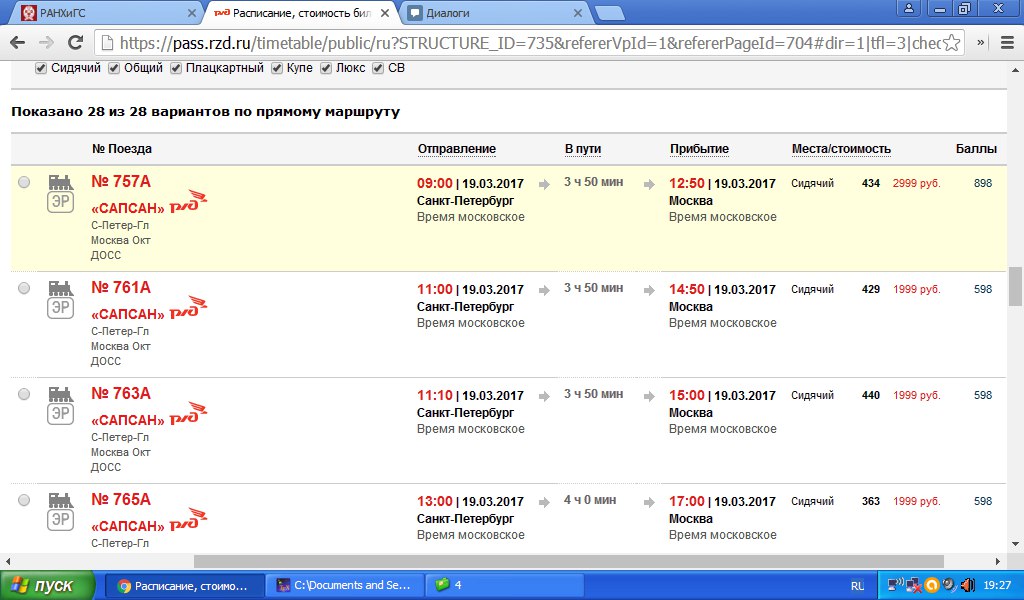 РАНХиГС
Расписание, стоимость бил
Диалоги
https://pass.rzd.ru/timetable/public/ru?STRUCTURE_ID=735&refererVpId=1&refererPageId=704#dir=1|tfl=3|chec
»
Сидячий Общий Плацкартный Купе Люкс СВ
Показано 28 из 28 вариантов по прямому маршруту
№ Поезда Отправление В пути Прибытие Места/стоимость Баллы
№ 757А 09:00 | 19.03.2017 3 ч 50 мин 12:50 | 19.03.2017 Сидячий 434 2999 руб. 898
ЭР «САПСАН» ржд Санкт-Петербург Москва
С-Петер-Гл Время московское Время московское
Москва Окт
ДОСС
№ 761А 11:00 | 19.03.2017 3 ч 50 мин 14:50 | 19.03.2017 Сидячий 429 1999 руб. 598
ЭР «САПСАН» ржд Санкт-Петербург Москва
С-Петер-Гл Время московское Время московское
Москва Окт
ДОСС
№ 763А 11:10 | 19.03.2017 3 ч 50 мин 15:00 | 19.03.2017 Сидячий 440 1999 руб. 598
ЭР «САПСАН» ржд Санкт-Петербург Москва
С-Петер-Гл Время московское Время московское
Москва Окт
ДОСС
№ 765А 13:00 | 19.03.2017 4 ч 0 мин 17:00 | 19.03.2017 Сидячий 363 1999 руб. 598
ЭР «САПСАН» ржд Санкт-Петербург Москва
С-Петер-Гл Время московское Время московское
пуск Расписание, стоимо... C:\Documents and Se... 4 RU 19:27